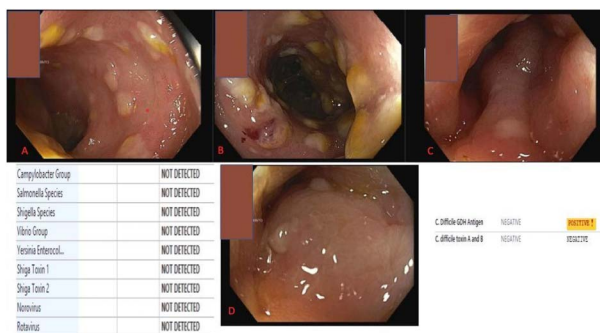 A
B
C
Campylobacter Group NOT DETECTED
Salmonella Species NOT DETECTED
Shigella Species NOT DETECTED
Vibrio Group NOT DETECTED
Yersinia Enterocol... NOT DETECTED
Shiga Toxin 1 NOT DETECTED
Shiga Toxin 2 NOT DETECTED
Norovirus NOT DETECTED
Rotavirus NOT DETECTED
D
C. Difficile GDH Antigen NEGATIVE POSITIVE !
C. difficile toxin A and B NEGATIVE NEGATIVE